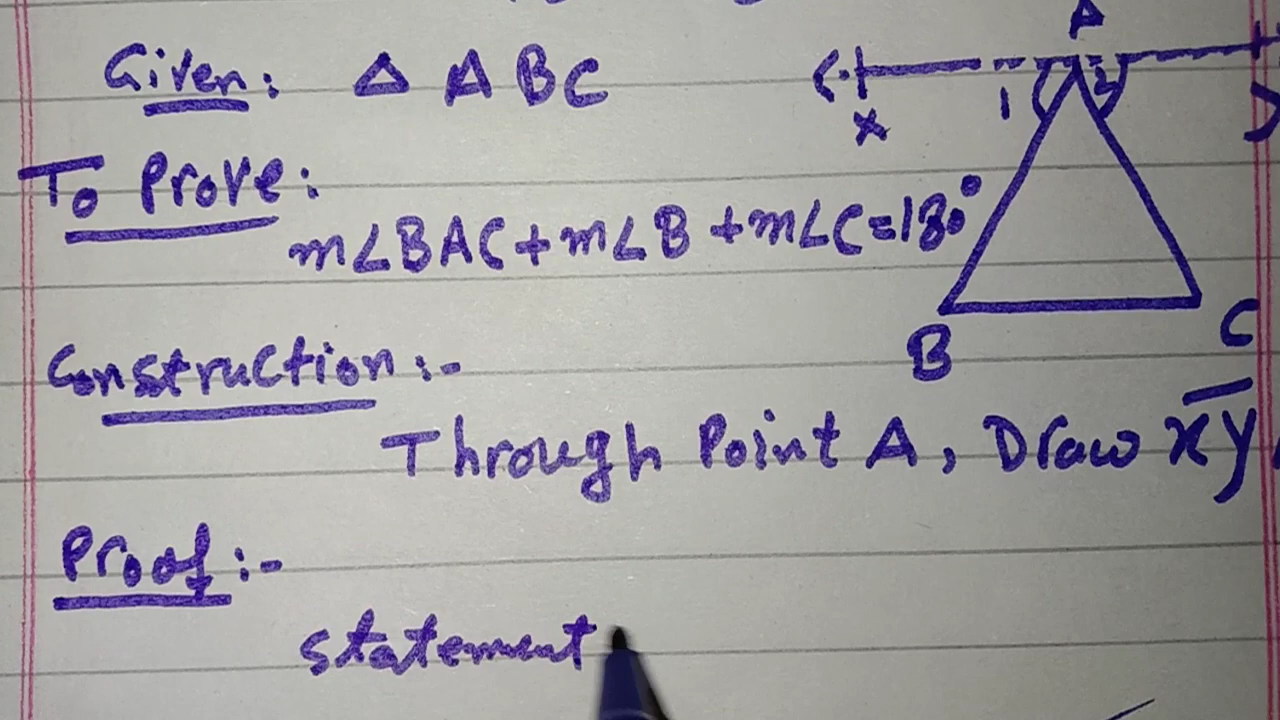 Given: Δ ABC
A
1 2
x
To Prove:
m∠BAC+m∠B+m∠C=180°
B C
Construction:-
Through Point A, Draw xy
Proof:-
statement